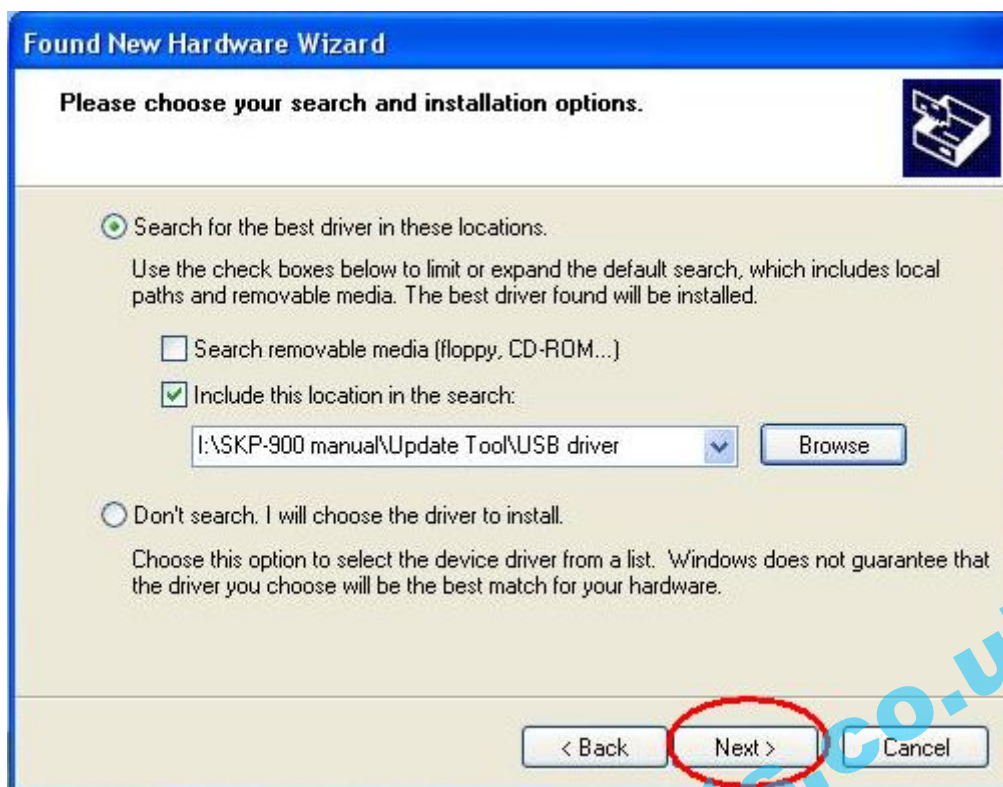 Found New Hardware Wizard
Please choose your search and installation options.
Search for the best driver in these locations.
Use the check boxes below to limit or expand the default search, which includes local
paths and removable media. The best driver found will be installed.
Search removable media (floppy, CD-ROM...)
Include this location in the search:
I:\SKP-900 manual\Update Tool\USB driver
Browse
Don't search. I will choose the driver to install.
Choose this option to select the device driver from a list. Windows does not guarantee that
the driver you choose will be the best match for your hardware.
< Back Next > Cancel